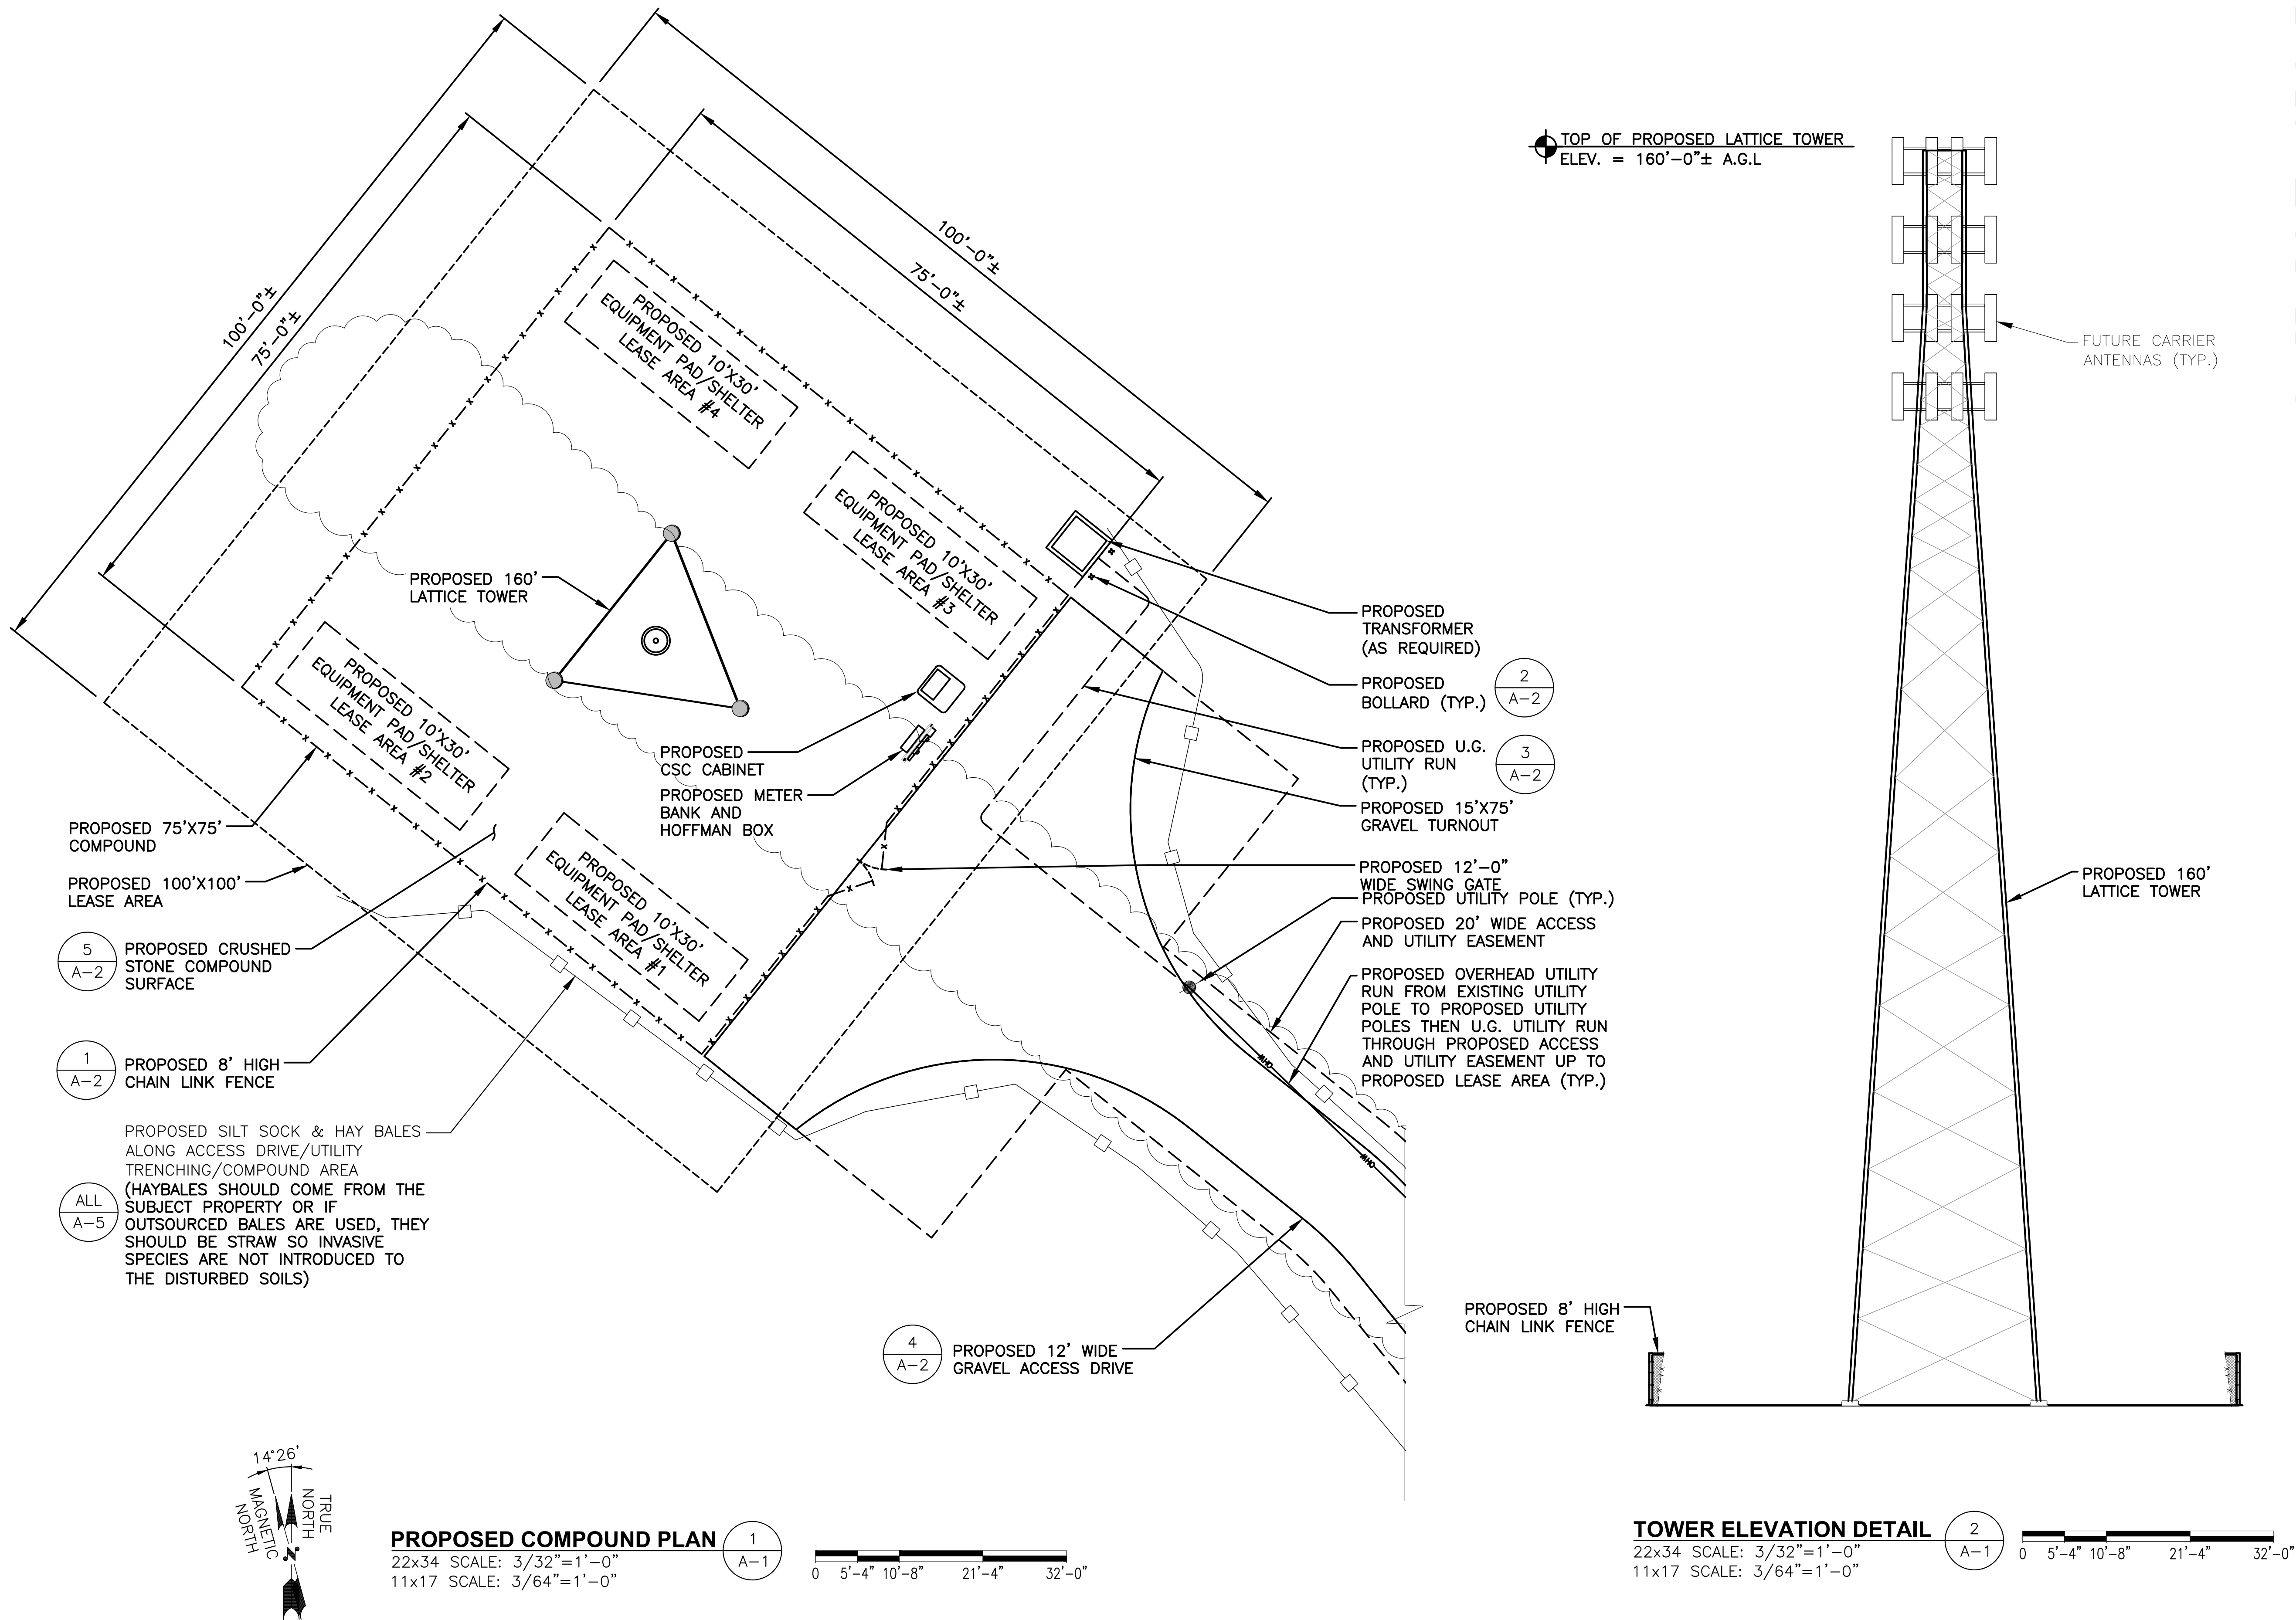 100'-0"±
75'-0"±
100'-0"±
75'-0"±
PROPOSED 10'X30'
EQUIPMENT PAD/SHELTER
LEASE AREA #4
PROPOSED 10'X30'
EQUIPMENT PAD/SHELTER
LEASE AREA #3
PROPOSED 160'
LATTICE TOWER
PROPOSED 10'X30'
EQUIPMENT PAD/SHELTER
LEASE AREA #2
PROPOSED
CSC CABINET
PROPOSED METER
BANK AND
HOFFMAN BOX
PROPOSED 10'X30'
EQUIPMENT PAD/SHELTER
LEASE AREA #1
PROPOSED 75'X75'
COMPOUND
PROPOSED 100'X100'
LEASE AREA
5
A-2
PROPOSED CRUSHED
STONE COMPOUND
SURFACE
1
A-2
PROPOSED 8' HIGH
CHAIN LINK FENCE
PROPOSED SILT SOCK & HAY BALES
ALONG ACCESS DRIVE/UTILITY
TRENCHING/COMPOUND AREA
(HAYBALES SHOULD COME FROM THE
SUBJECT PROPERTY OR IF
OUTSOURCED BALES ARE USED, THEY
SHOULD BE STRAW SO INVASIVE
SPECIES ARE NOT INTRODUCED TO
THE DISTURBED SOILS)
ALL
A-5
PROPOSED
TRANSFORMER
(AS REQUIRED)
PROPOSED
BOLLARD (TYP.)
2
A-2
PROPOSED U.G.
UTILITY RUN
(TYP.)
3
A-2
PROPOSED 15'X75'
GRAVEL TURNOUT
PROPOSED 12'-0"
WIDE SWING GATE
PROPOSED UTILITY POLE (TYP.)
PROPOSED 20' WIDE ACCESS
AND UTILITY EASEMENT
PROPOSED OVERHEAD UTILITY
RUN FROM EXISTING UTILITY
POLE TO PROPOSED UTILITY
POLES THEN U.G. UTILITY RUN
THROUGH PROPOSED ACCESS
AND UTILITY EASEMENT UP TO
PROPOSED LEASE AREA (TYP.)
4
A-2
PROPOSED 12' WIDE
GRAVEL ACCESS DRIVE
14°26'
TRUE
NORTH
MAGNETIC
NORTH
N
PROPOSED COMPOUND PLAN
1
A-1
22x34 SCALE: 3/32"=1'-0"
11x17 SCALE: 3/64"=1'-0"
0 5'-4" 10'-8" 21'-4" 32'-0"
TOP OF PROPOSED LATTICE TOWER
ELEV. = 160'-0"± A.G.L
FUTURE CARRIER
ANTENNAS (TYP.)
PROPOSED 160'
LATTICE TOWER
PROPOSED 8' HIGH
CHAIN LINK FENCE
TOWER ELEVATION DETAIL
2
A-1
22x34 SCALE: 3/32"=1'-0"
11x17 SCALE: 3/64"=1'-0"
0 5'-4" 10'-8" 21'-4" 32'-0"